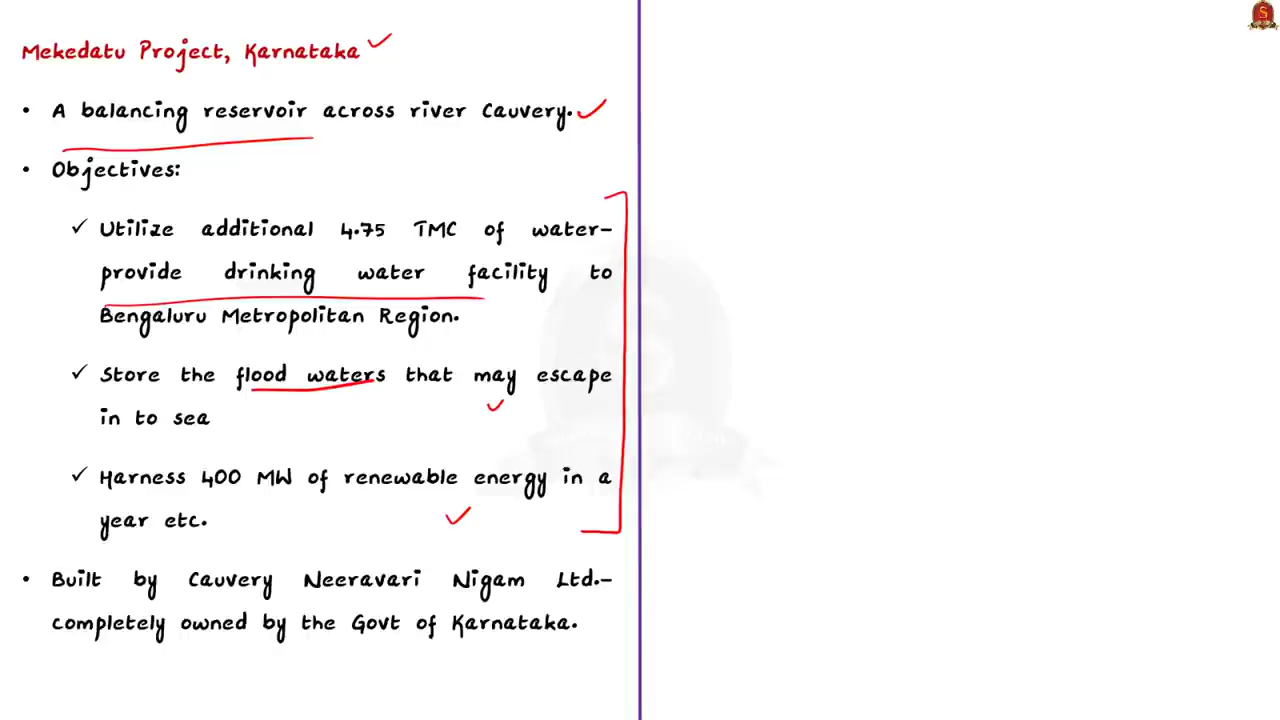 Mekedatu Project, Karnataka
• A balancing reservoir across river Cauvery.
• Objectives:
✓ Utilize additional 4.75 TMC of water-
provide drinking water facility to
Bengaluru Metropolitan Region.
✓ Store the flood waters that may escape
in to sea
✓ Harness 400 MW of renewable energy in a
year etc.
• Built by Cauvery Neeravari Nigam Ltd.-
completely owned by the Govt of Karnataka.